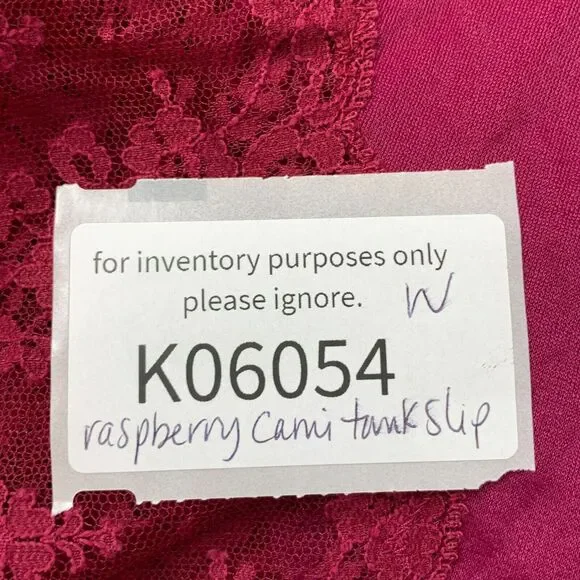 for inventory purposes only
please ignore. W
K06054
raspberry Cami tank slip